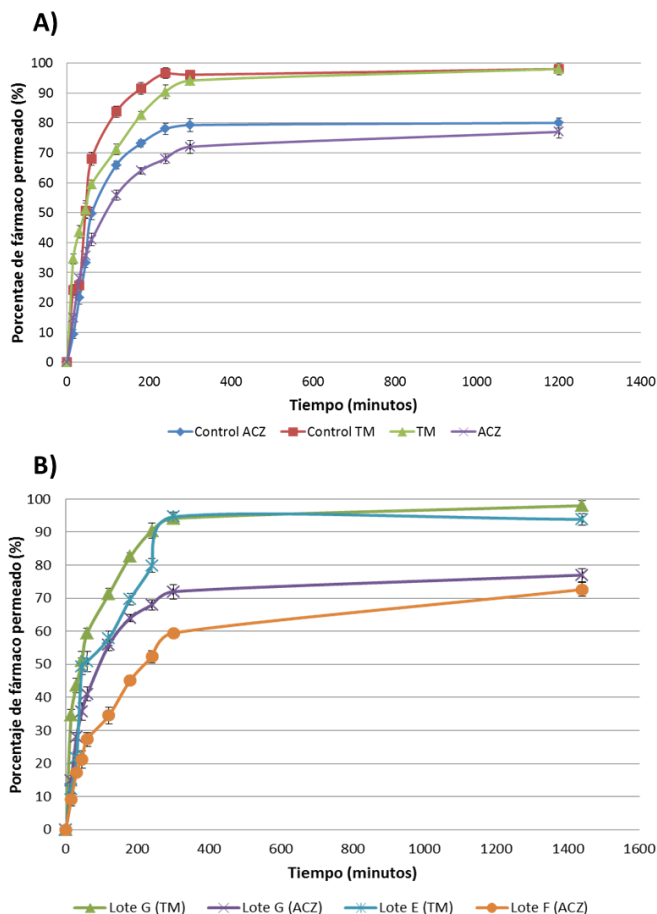 A)
Porcentae de fármaco permeado (%)
100
90
80
70
60
50
40
30
20
10
0
0 200 400 600 800 1000 1200 1400
Tiempo (minutos)
Control ACZ Control TM TM ACZ
B)
Porcentaje de fármaco permeado (%)
100
90
80
70
60
50
40
30
20
10
0
0 200 400 600 800 1000 1200 1400 1600
Tiempo (minutos)
Lote G (TM) Lote G (ACZ) Lote E (TM) Lote F (ACZ)